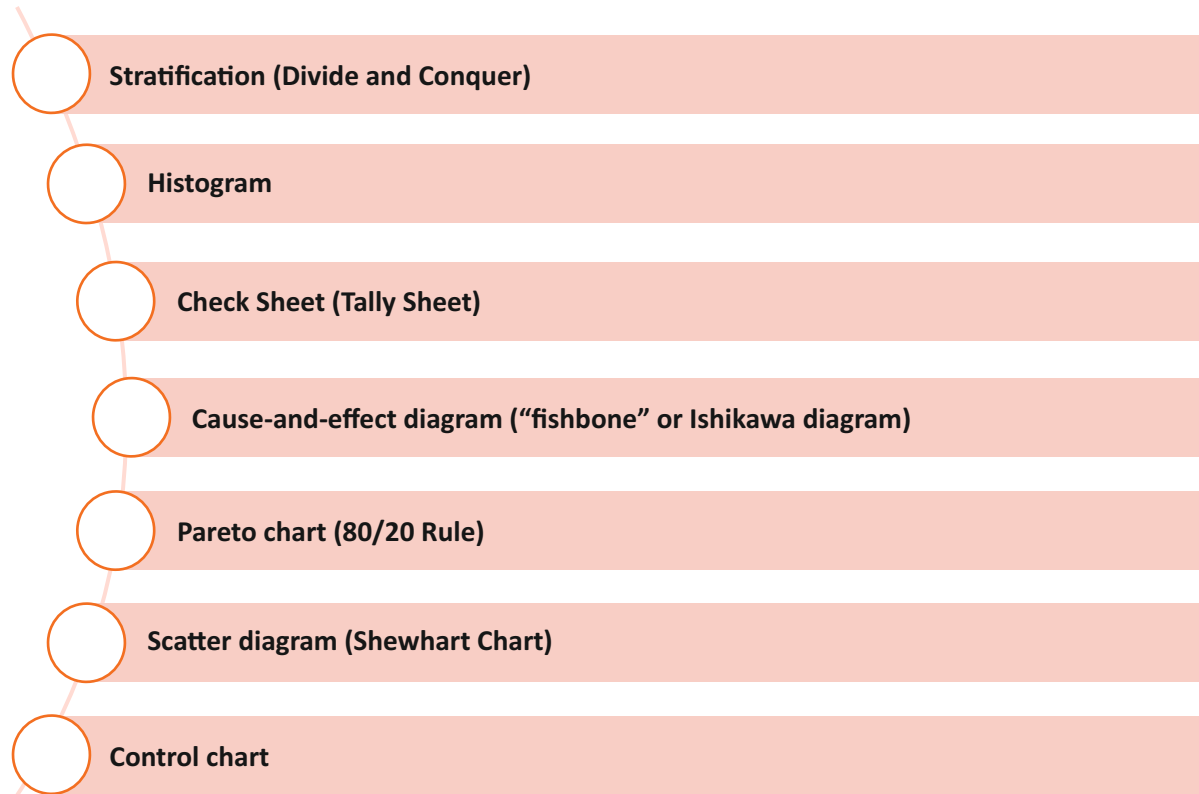 Stratification (Divide and Conquer)
Histogram
Check Sheet (Tally Sheet)
Cause-and-effect diagram (“fishbone” or Ishikawa diagram)
Pareto chart (80/20 Rule)
Scatter diagram (Shewhart Chart)
Control chart